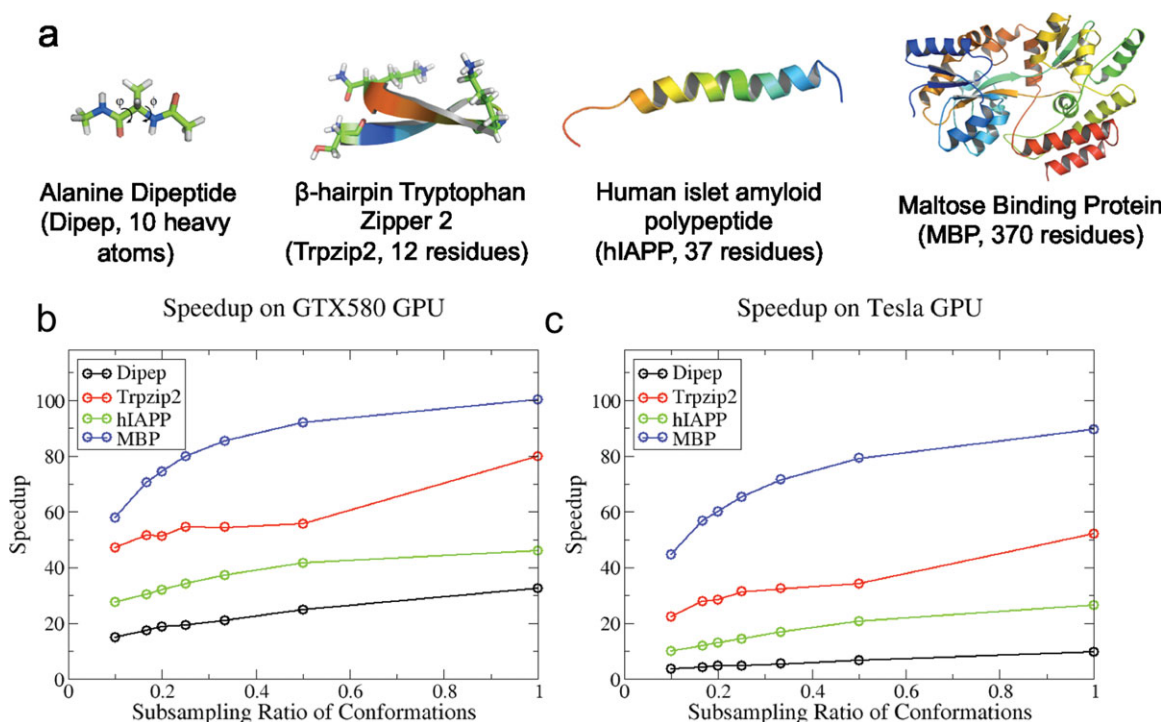 a
φ φ
Alanine Dipeptide
(Dipep, 10 heavy
atoms)
β-hairpin Tryptophan
Zipper 2
(Trpzip2, 12 residues)
Human islet amyloid
polypeptide
(hIAPP, 37 residues)
Maltose Binding Protein
(MBP, 370 residues)
b
Speedup on GTX580 GPU
Dipep
Trpzip2
hIAPP
MBP
100
80
60
40
20
0
Speedup
0 0.2 0.4 0.6 0.8 1
Subsampling Ratio of Conformations
c
Speedup on Tesla GPU
Dipep
Trpzip2
hIAPP
MBP
100
80
60
40
20
0
Speedup
0 0.2 0.4 0.6 0.8 1
Subsampling Ratio of Conformations